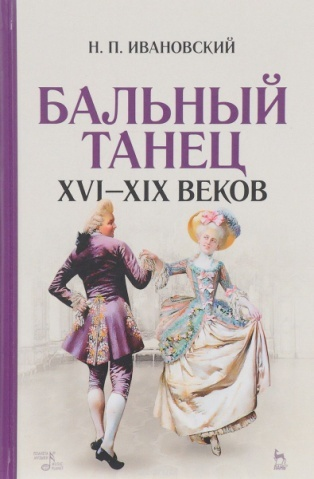 Н. П. ИВАНОВСКИЙ
БАЛЬНЫЙ
ТАНЕЦ
XVI–XIX ВЕКОВ